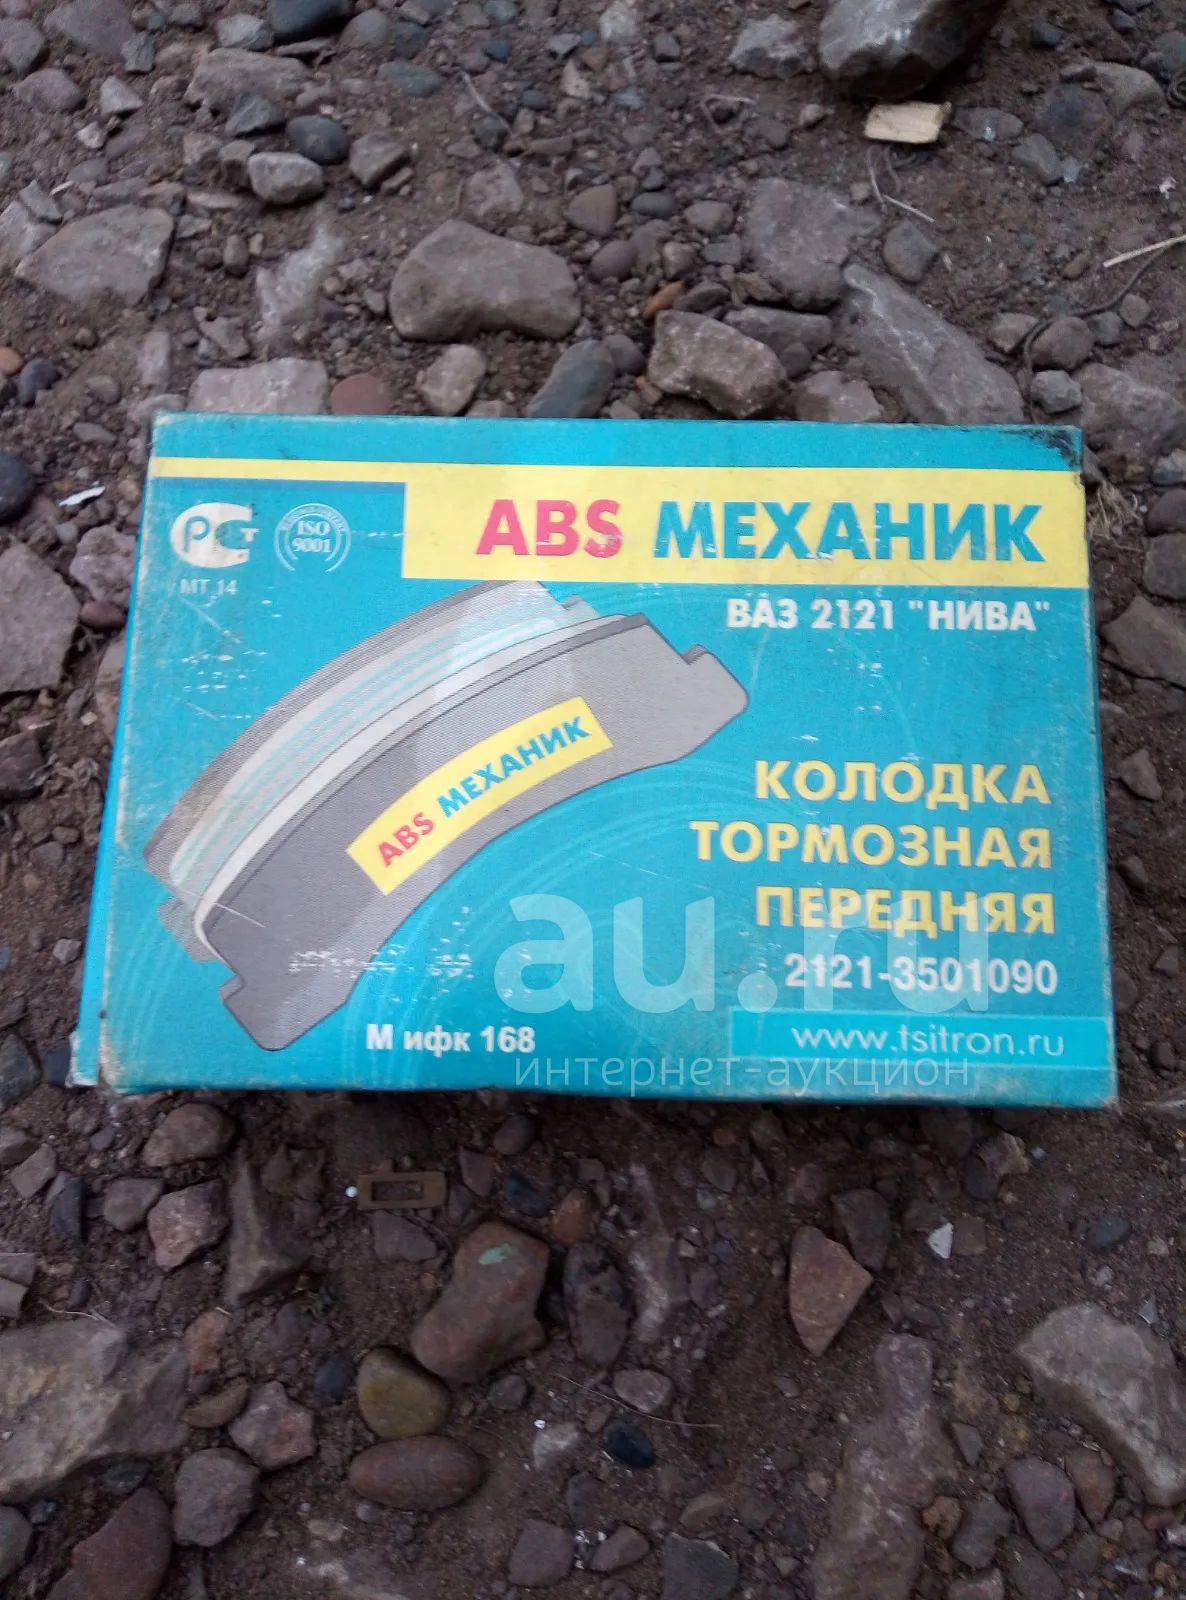 ABS МЕХАНИК
РСТ
МТ 14
ISO
9001
ВАЗ 2121 "НИВА"
ABS МЕХАНИК
КОЛОДКА
ТОРМОЗНАЯ
ПЕРЕДНЯЯ
2121-3501090
М ифк 168
www.tsitron.ru
au.ru
интернет-аукцион